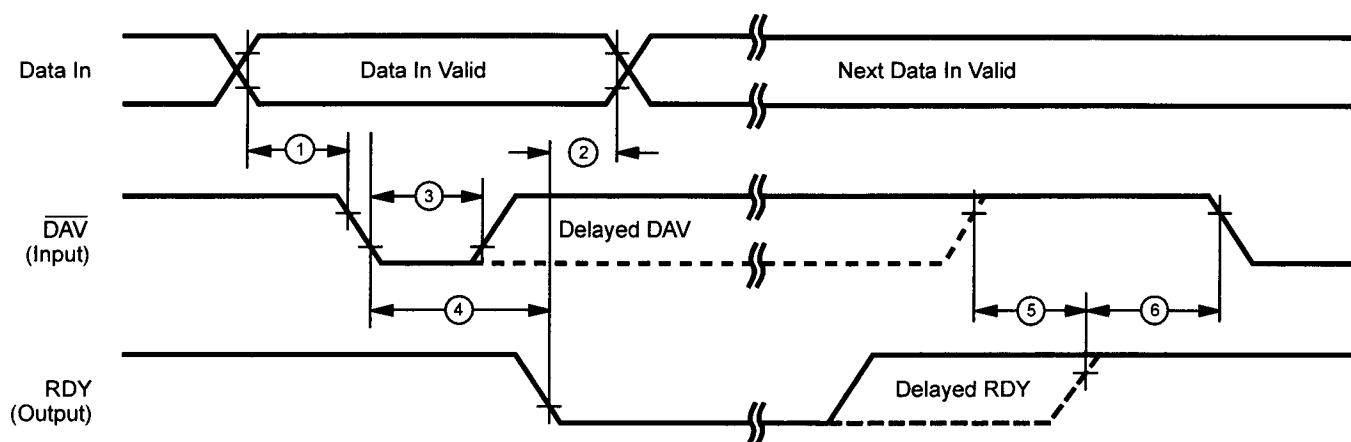 Data In
Data In Valid
Next Data In Valid
1
2
3
DAV
(Input)
Delayed DAV
4
5
6
RDY
(Output)
Delayed RDY